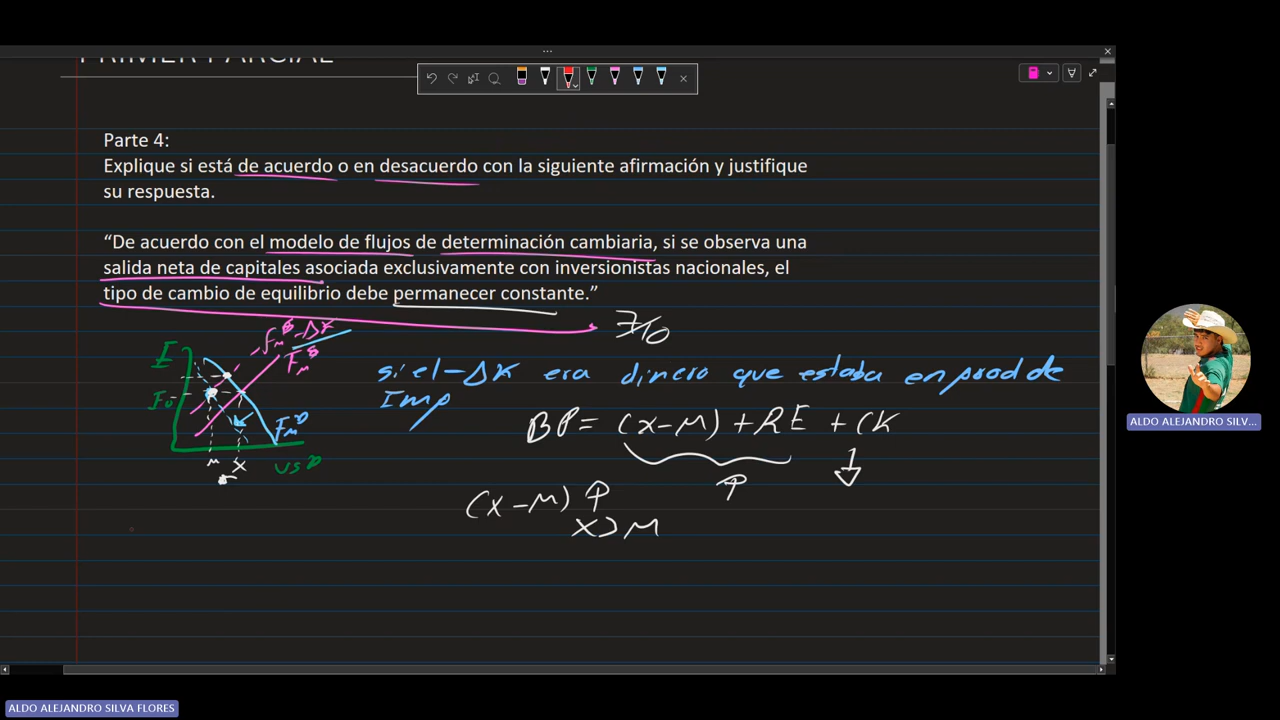 PRIMER PARCIAL
Parte 4:
Explique si está de acuerdo o en desacuerdo con la siguiente afirmación y justifique
su respuesta.
“De acuerdo con el modelo de flujos de determinación cambiaria, si se observa una
salida neta de capitales asociada exclusivamente con inversionistas nacionales, el
tipo de cambio de equilibrio debe permanecer constante.”
si el -ΔK era dinero que estaba en prod de
Imp
BP= (x-M) + RE + CK
(x-M)
x>M
E
M X
ALDO ALEJANDRO SILV...
ALDO ALEJANDRO SILVA FLORES